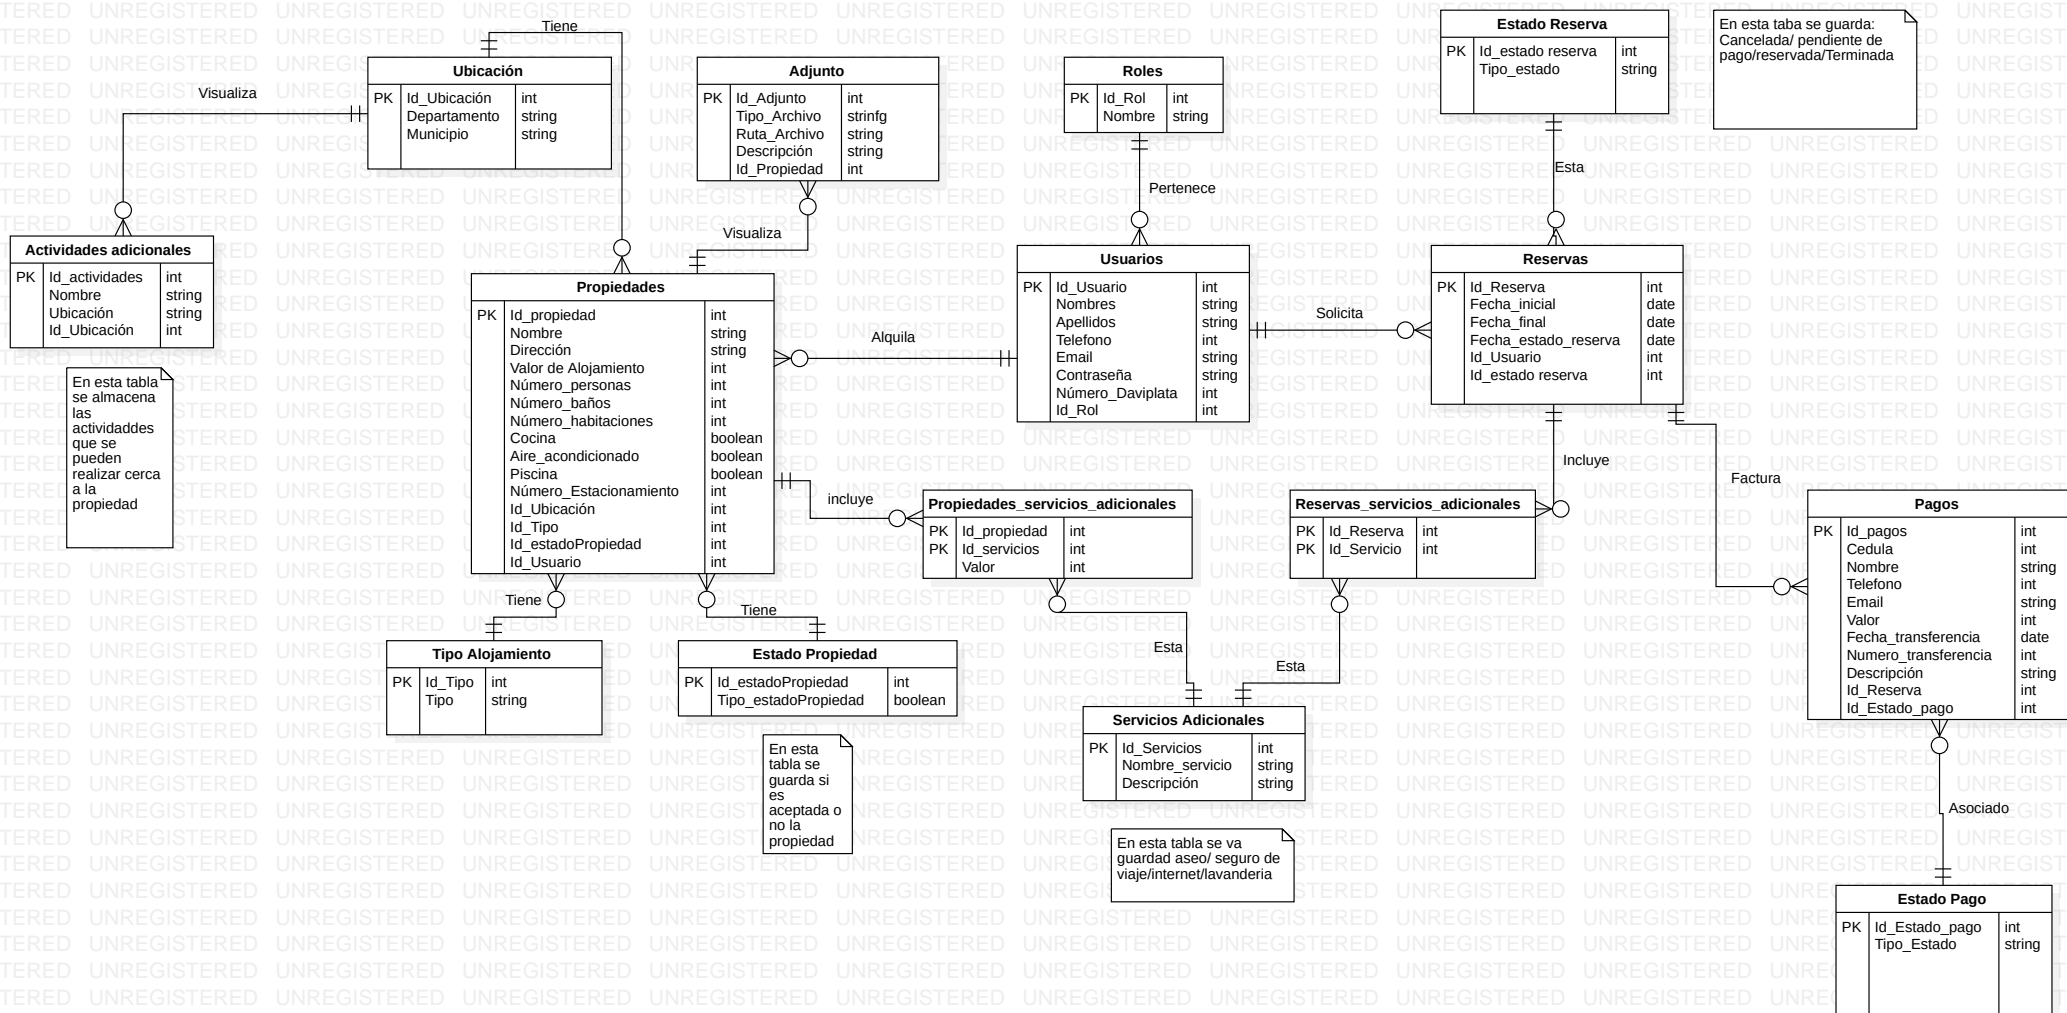 Tiene
Ubicación
PK Id_Ubicación int
Departamento string
Municipio string
Visualiza
Adjunto
PK Id_Adjunto int
Tipo_Archivo strinfg
Ruta_Archivo string
Descripción string
Id_Propiedad int
Visualiza
Roles
PK Id_Rol int
Nombre string
Pertenece
Estado Reserva
PK Id_estado reserva int
Tipo_estado string
Esta
En esta taba se guarda:
Cancelada/ pendiente de
pago/reservada/Terminada
Actividades adicionales
PK Id_actividades int
Nombre string
Ubicación string
Id_Ubicación int
En esta tabla
se almacena
las
actividaddes
que se
pueden
realizar cerca
a la
propiedad
Propiedades
PK Id_propiedad int
Nombre string
Dirección string
Valor de Alojamiento int
Número_personas int
Número_baños int
Número_habitaciones int
Cocina boolean
Aire_acondicionado boolean
Piscina boolean
Número_Estacionamiento int
Id_Ubicación int
Id_Tipo int
Id_estadoPropiedad int
Id_Usuario int
Alquila
Usuarios
PK Id_Usuario int
Nombres string
Apellidos string
Telefono int
Email string
Contraseña string
Número_Daviplata int
Id_Rol int
Solicita
Reservas
PK Id_Reserva int
Fecha_inicial date
Fecha_final date
Fecha_estado_reserva date
Id_Usuario int
Id_estado reserva int
Incluye
Factura
incluye
Propiedades_servicios_adicionales
PK Id_propiedad int
PK Id_servicios int
Valor int
Reservas_servicios_adicionales
PK Id_Reserva int
PK Id_Servicio int
Pagos
PK Id_pagos int
Cedula int
Nombre string
Telefono int
Email string
Valor int
Fecha_transferencia date
Numero_transferencia int
Descripción string
Id_Reserva int
Id_Estado_pago int
Tiene
Tiene
Esta
Esta
Tipo Alojamiento
PK Id_Tipo int
Tipo string
Estado Propiedad
PK Id_estadoPropiedad int
Tipo_estadoPropiedad boolean
En esta
tabla se
guarda si
es
aceptada o
no la
propiedad
Servicios Adicionales
PK Id_Servicios int
Nombre_servicio string
Descripción string
En esta tabla se va
guardad aseo/ seguro de
viaje/internet/lavanderia
Asociado
Estado Pago
PK Id_Estado_pago int
Tipo_Estado string
UNREGISTERED